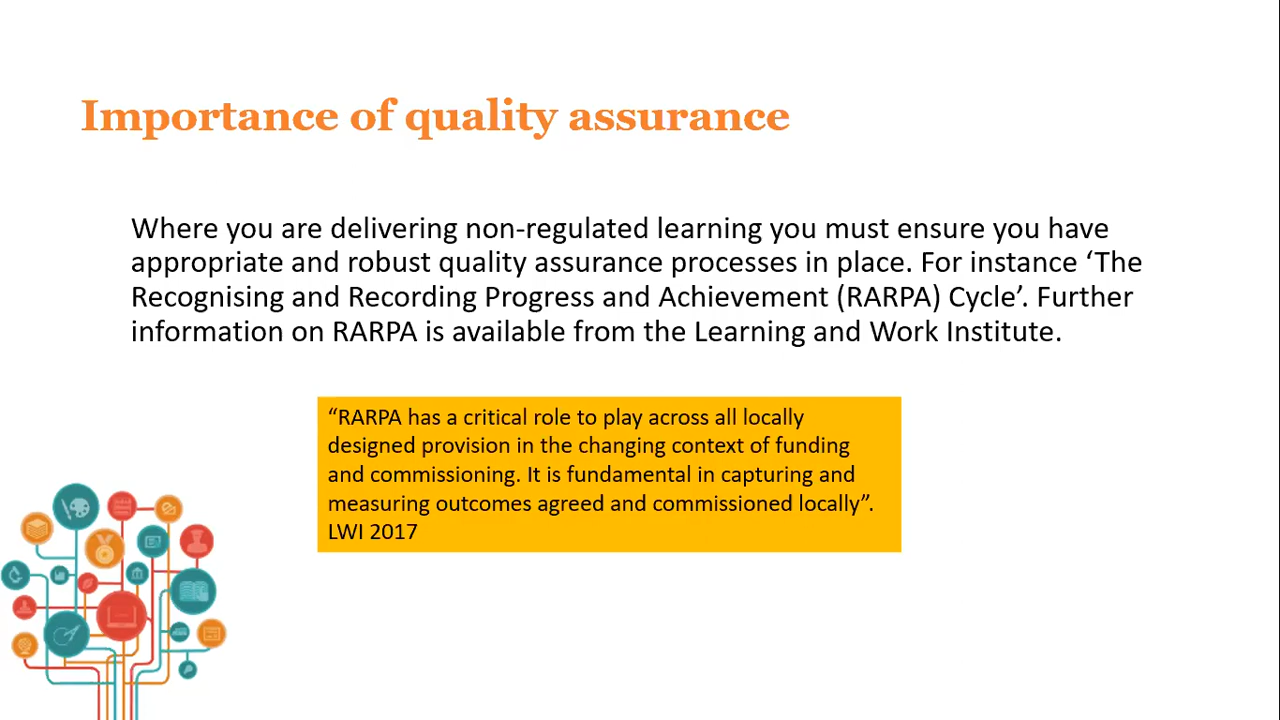 Importance of quality assurance
Where you are delivering non-regulated learning you must ensure you have
appropriate and robust quality assurance processes in place. For instance ‘The
Recognising and Recording Progress and Achievement (RARPA) Cycle’. Further
information on RARPA is available from the Learning and Work Institute.
“RARPA has a critical role to play across all locally
designed provision in the changing context of funding
and commissioning. It is fundamental in capturing and
measuring outcomes agreed and commissioned locally”.
LWI 2017